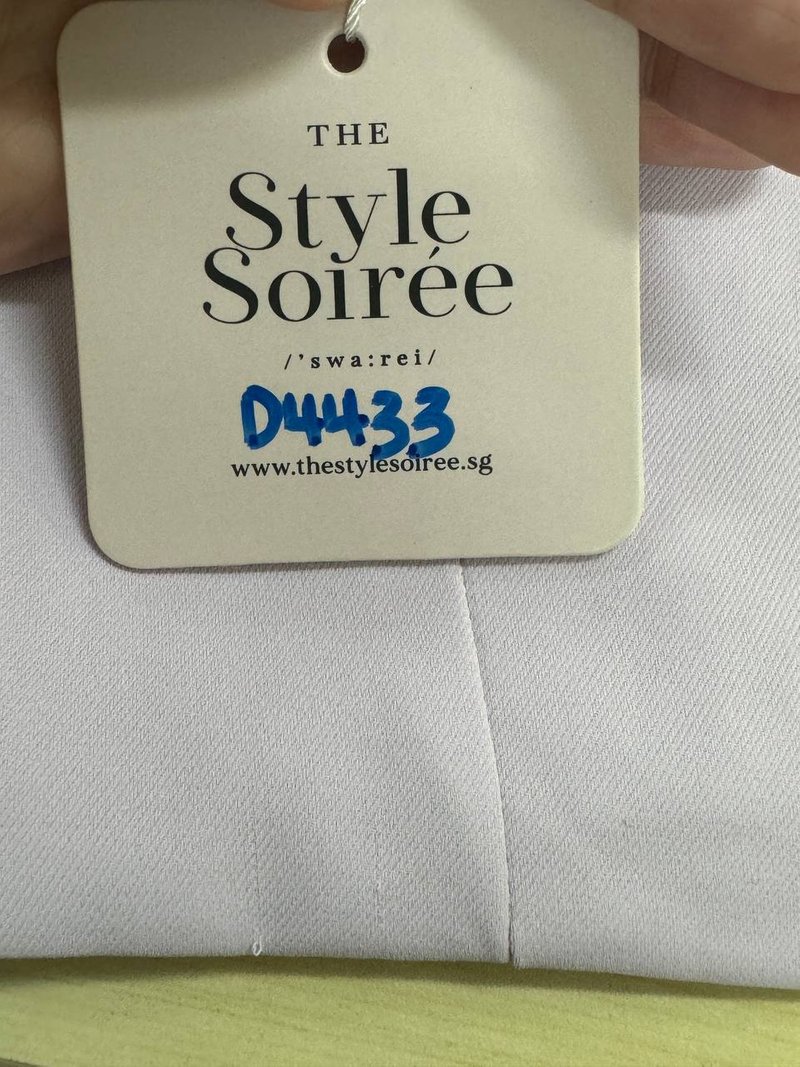 THE
Style
Soirée
/’swa:rei/
D4433
www.thestylesoiree.sg